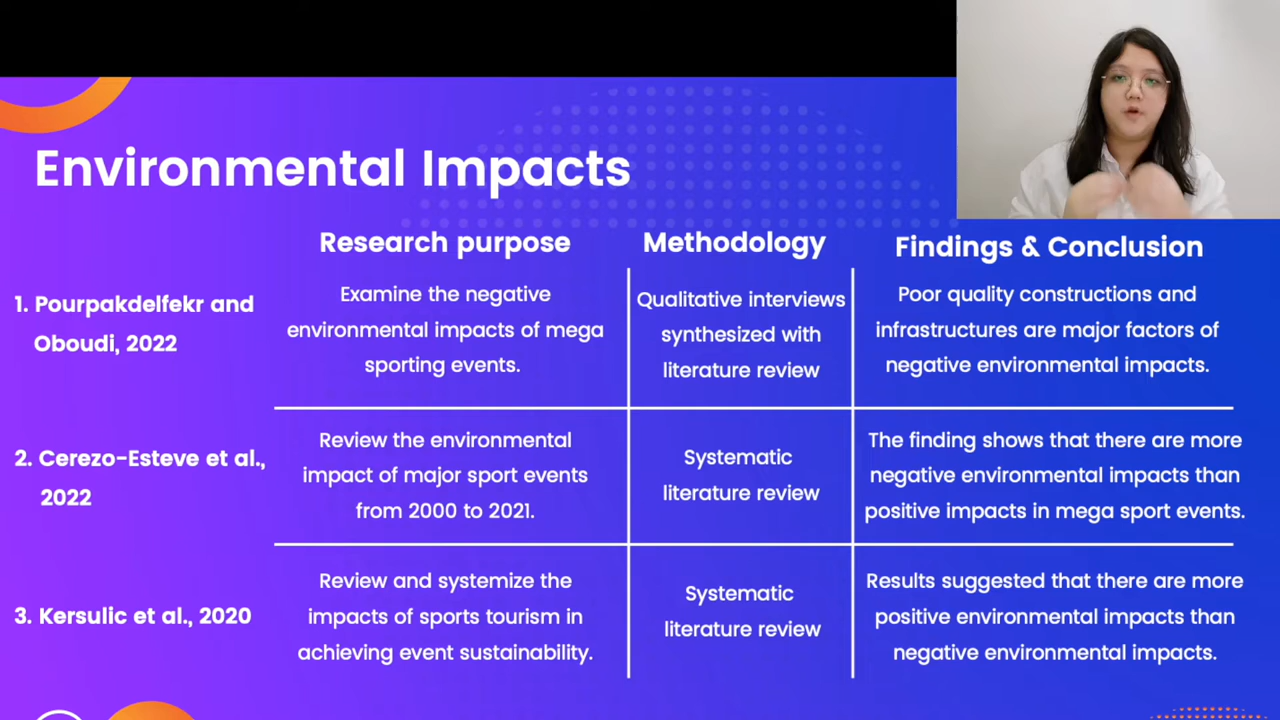 Environmental Impacts
Research purpose
Methodology
Findings & Conclusion
1. Pourpakdelfekr and
Oboudi, 2022
Examine the negative
environmental impacts of mega
sporting events.
Qualitative interviews
synthesized with
literature review
Poor quality constructions and
infrastructures are major factors of
negative environmental impacts.
2. Cerezo-Esteve et al.,
2022
Review the environmental
impact of major sport events
from 2000 to 2021.
Systematic
literature review
The finding shows that there are more
negative environmental impacts than
positive impacts in mega sport events.
3. Kersulic et al., 2020
Review and systemize the
impacts of sports tourism in
achieving event sustainability.
Systematic
literature review
Results suggested that there are more
positive environmental impacts than
negative environmental impacts.